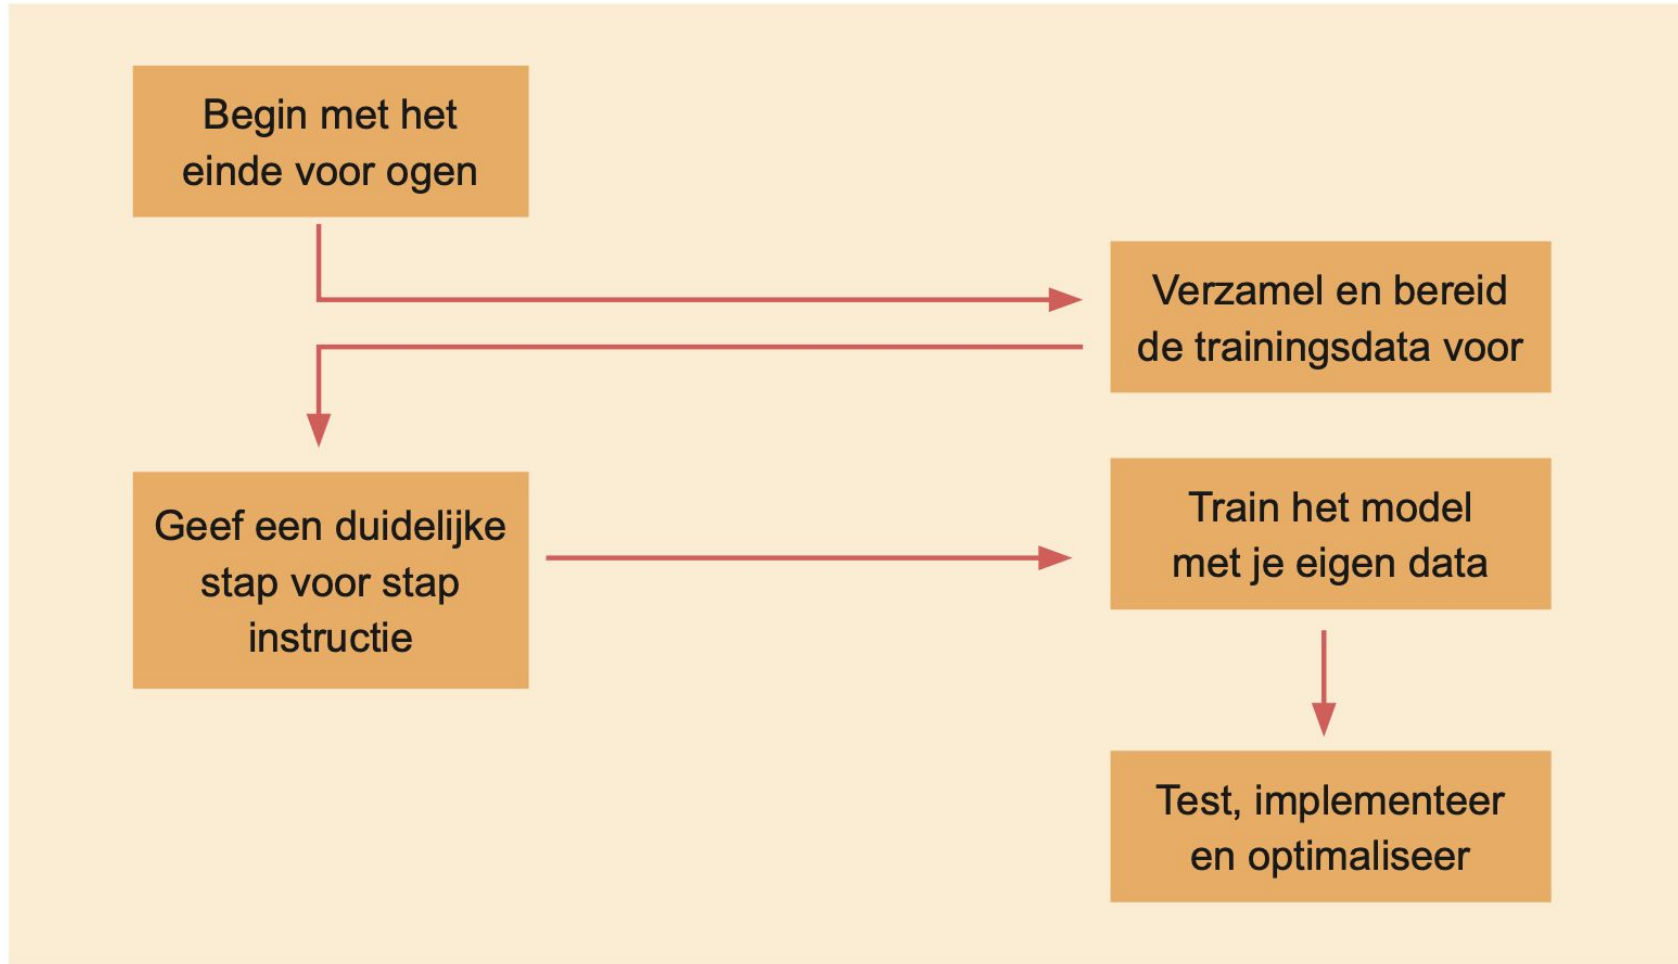 Begin met het
einde voor ogen
Verzamel en bereid
de trainingsdata voor
Geef een duidelijke
stap voor stap
instructie
Train het model
met je eigen data
Test, implementeer
en optimaliseer